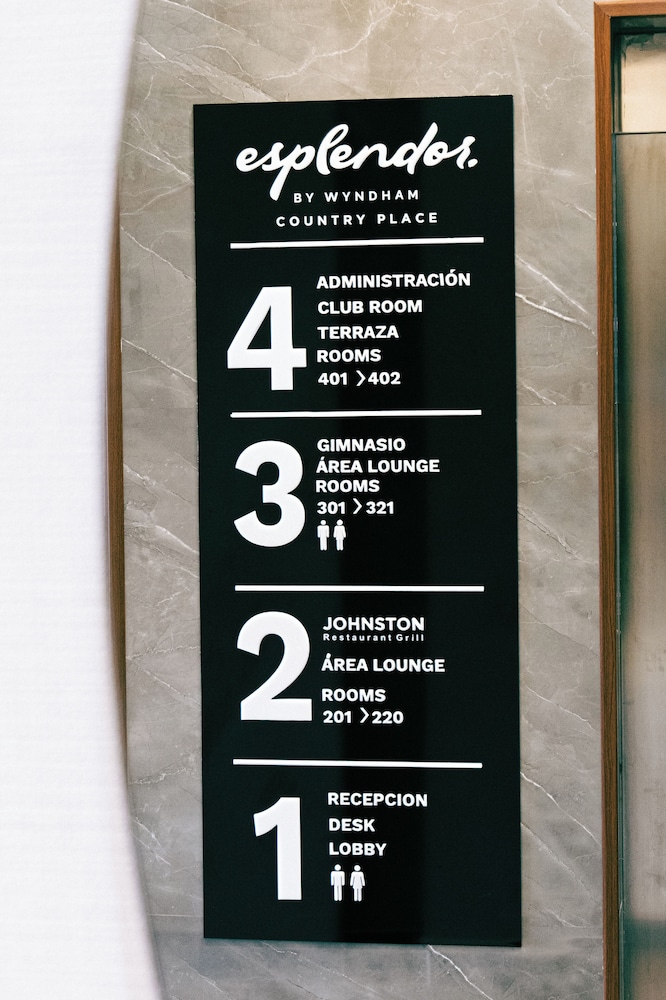 esplendor.
BY WYNDHAM
COUNTRY PLACE
4
ADMINISTRACIÓN
CLUB ROOM
TERRAZA
ROOMS
401 > 402
3
GIMNASIO
ÁREA LOUNGE
ROOMS
301 > 321
2
JOHNSTON
Restaurant Grill
ÁREA LOUNGE
ROOMS
201 > 220
1
RECEPCION
DESK
LOBBY